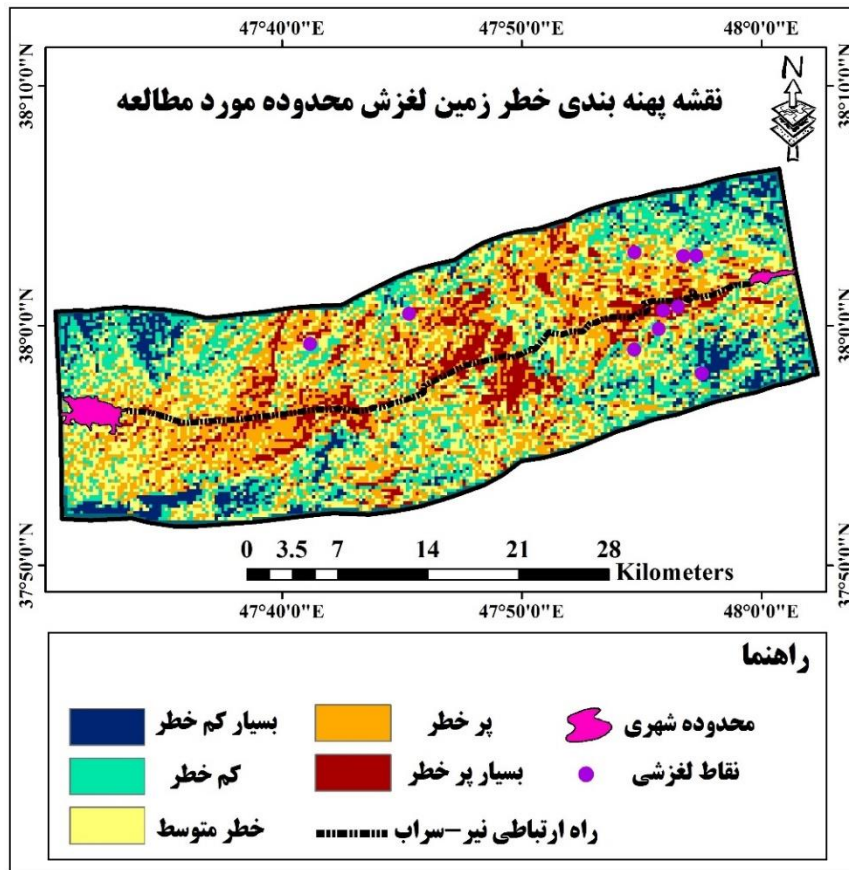 47°40'0"E 47°50'0"E 48°0'0"E
38°10'0"N 38°10'0"N
N
نقشه پهنه بندی خطر زمین لغزش محدوده مورد مطالعه
38°0'0"N 38°0'0"N
0 3.5 7 14 21 28
Kilometers
37°50'0"N 37°50'0"N
47°40'0"E 47°50'0"E 48°0'0"E
راهنما
محدوده شهری پر خطر بسیار کم خطر
نقاط لغزشی بسیار پر خطر کم خطر
راه ارتباطی نیر-سراب خطر متوسط